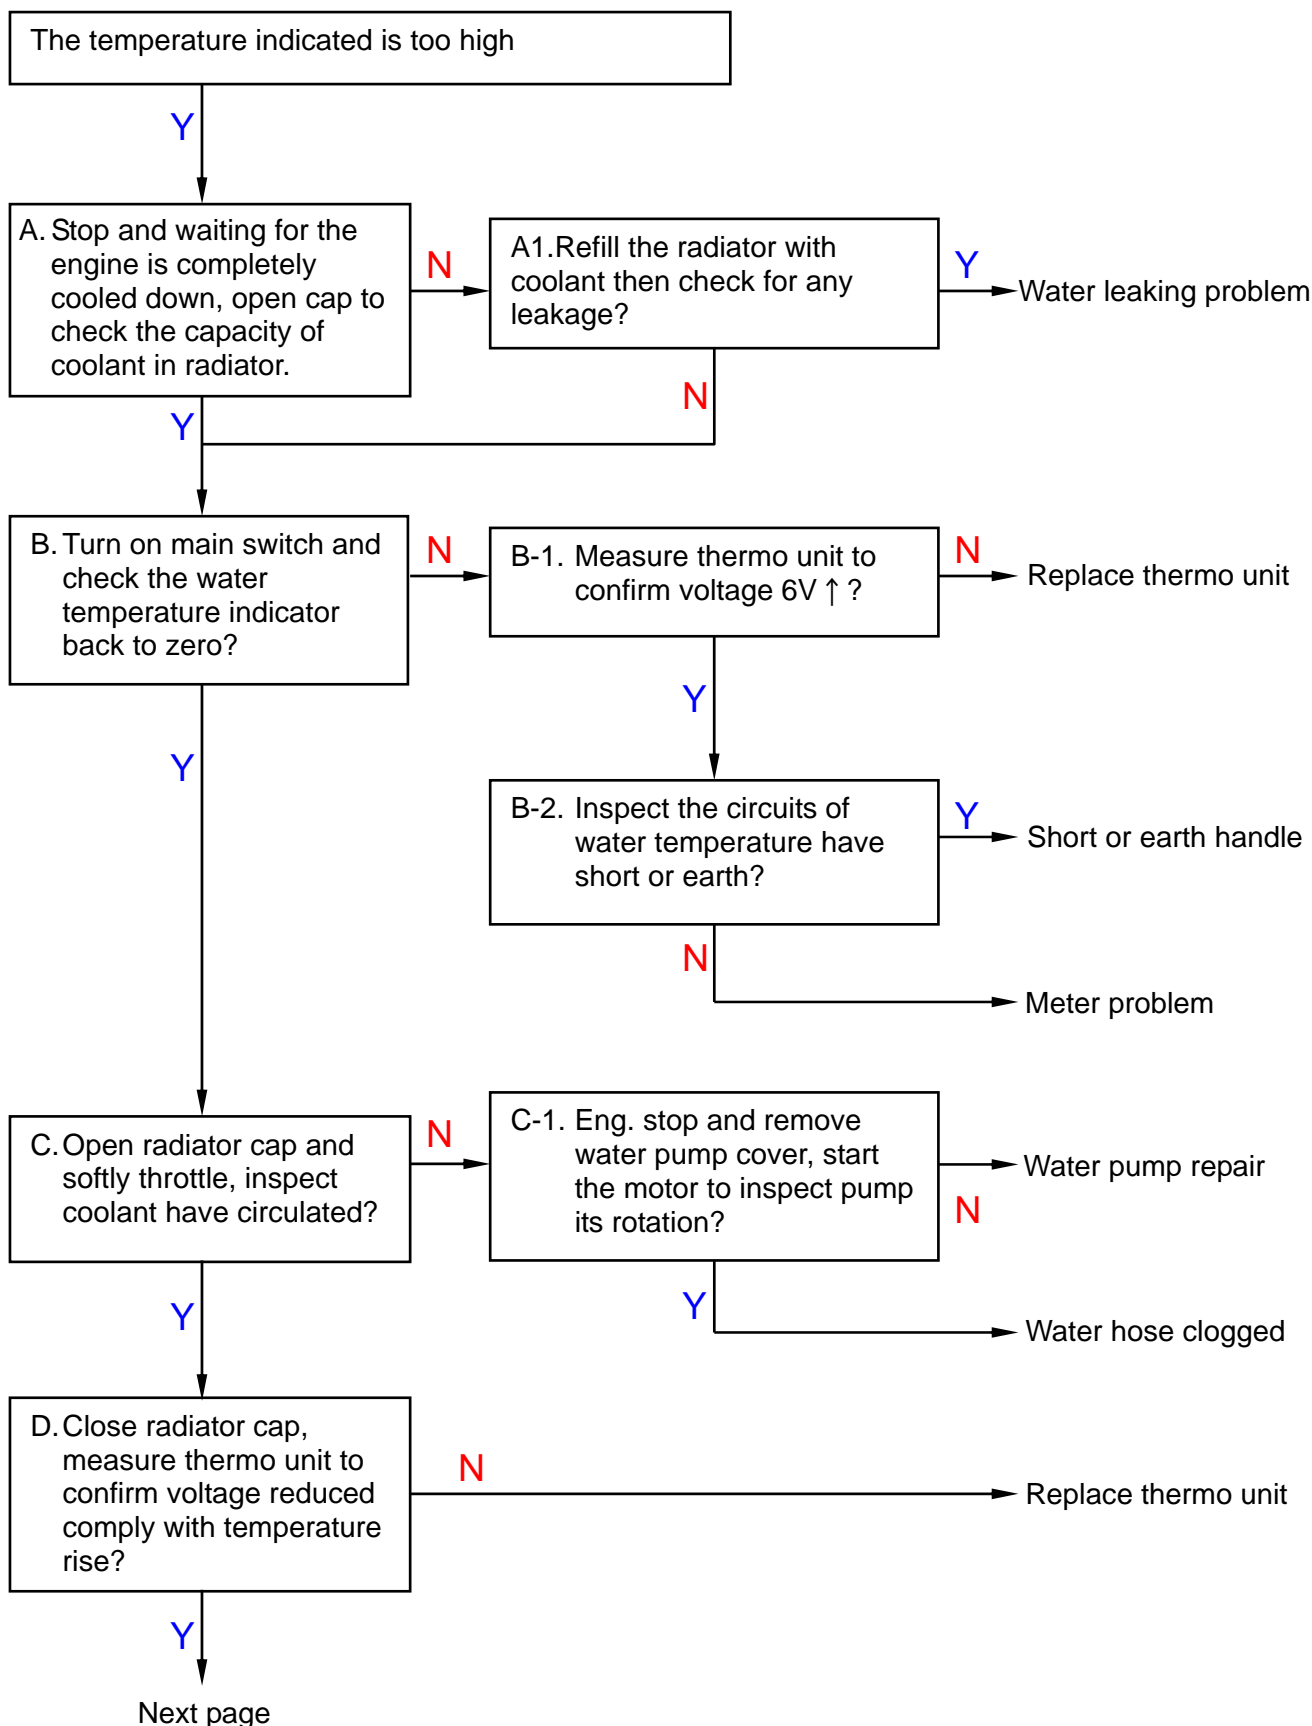 The temperature indicated is too high
Y
A. Stop and waiting for the
engine is completely
cooled down, open cap to
check the capacity of
coolant in radiator.
N
A1.Refill the radiator with
coolant then check for any
leakage?
Y
Water leaking problem
Y
N
B. Turn on main switch and
check the water
temperature indicator
back to zero?
N
B-1. Measure thermo unit to
confirm voltage 6V ↑ ?
N
Replace thermo unit
Y
Y
B-2. Inspect the circuits of
water temperature have
short or earth?
Y
Short or earth handle
N
Meter problem
C. Open radiator cap and
softly throttle, inspect
coolant have circulated?
N
C-1. Eng. stop and remove
water pump cover, start
the motor to inspect pump
its rotation?
Water pump repair
N
Y
Y
Water hose clogged
D. Close radiator cap,
measure thermo unit to
confirm voltage reduced
comply with temperature
rise?
N
Replace thermo unit
Y
Next page